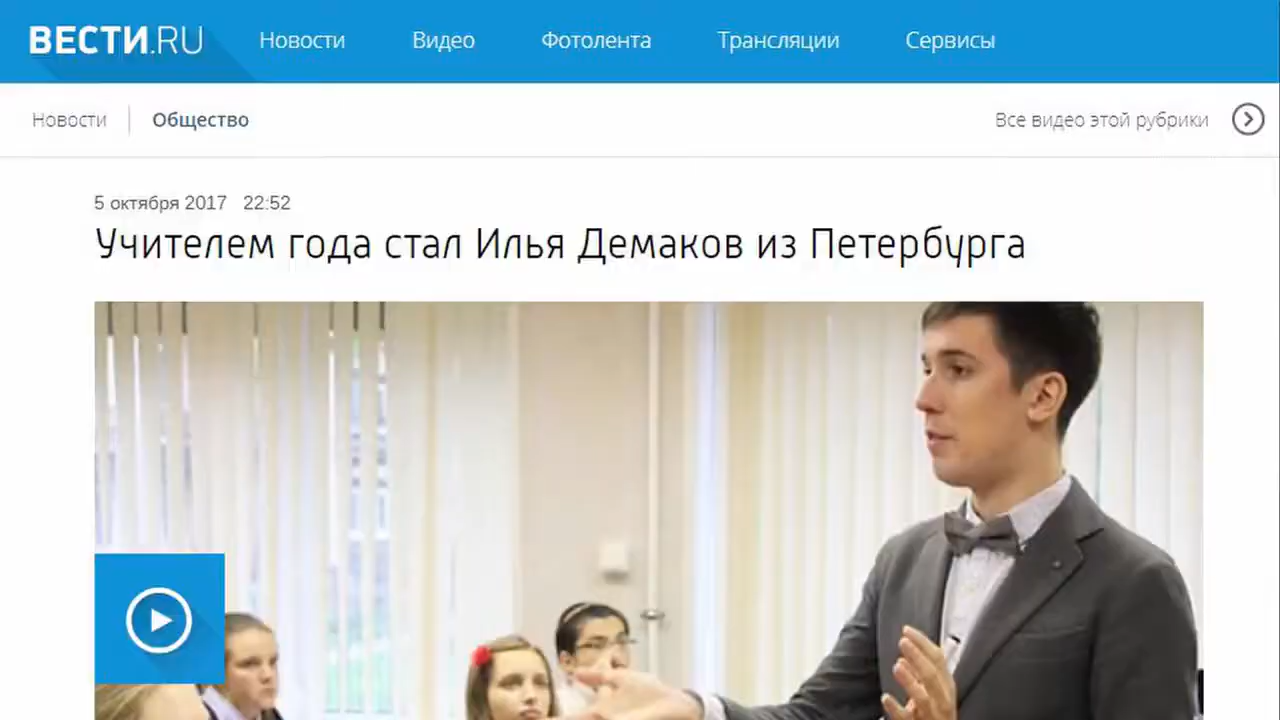 ВЕСТИ.RU Новости Видео Фотолента Трансляции Сервисы
Новости Общество Все видео этой рубрики
5 октября 2017 22:52
Учителем года стал Илья Демаков из Петербурга